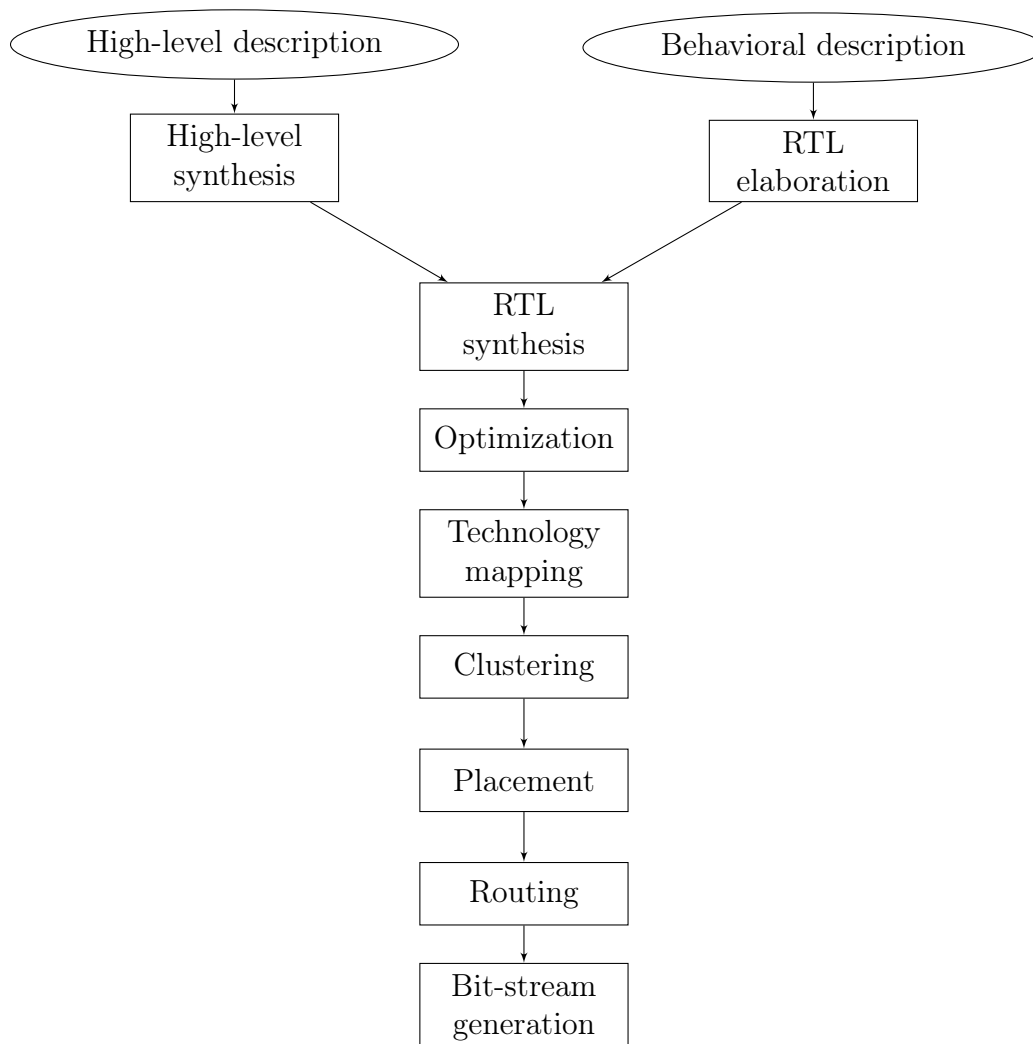 High-level description
Behavioral description
High-level
synthesis
RTL
elaboration
RTL
synthesis
Optimization
Technology
mapping
Clustering
Placement
Routing
Bit-stream
generation